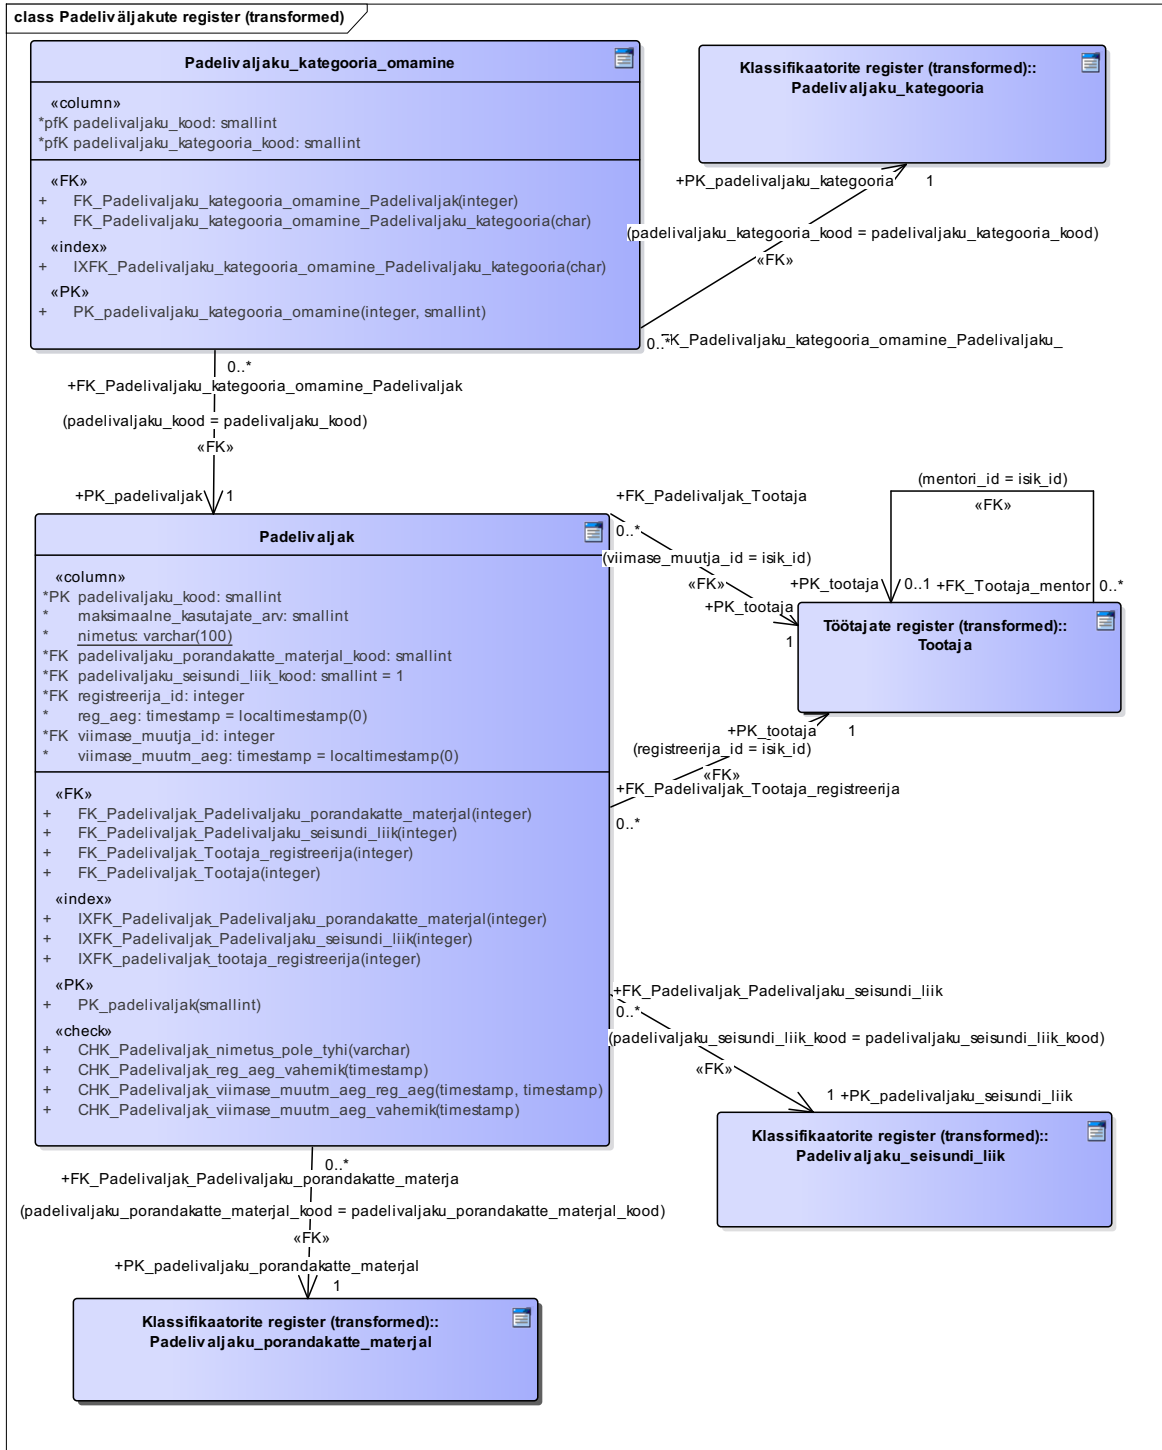 class Padeliväljakute register (transformed)
Padelivaljaku_kategooria_omamine
«column»
*pfK padelivaljaku_kood: smallint
*pfK padelivaljaku_kategooria_kood: smallint
«FK»
+ FK_Padelivaljaku_kategooria_omamine_Padelivaljak(integer)
+ FK_Padelivaljaku_kategooria_omamine_Padelivaljaku_kategooria(char)
«index»
+ IXFK_Padelivaljaku_kategooria_omamine_Padelivaljaku_kategooria(char)
«PK»
+ PK_padelivaljaku_kategooria_omamine(integer, smallint)
Klassifikaatorite register (transformed)::
Padelivaljaku_kategooria
+PK_padelivaljaku_kategooria
1
(padelivaljaku_kategooria_kood = padelivaljaku_kategooria_kood)
«FK»
0..*
FK_Padelivaljaku_kategooria_omamine_Padelivaljaku_
0..*
+FK_Padelivaljaku_kategooria_omamine_Padelivaljak
(padelivaljaku_kood = padelivaljaku_kood)
«FK»
+PK_padelivaljak
1
Padelivaljak
«column»
*PK padelivaljaku_kood: smallint
* maksimaalne_kasutajate_arv: smallint
* nimetus: varchar(100)
*FK padelivaljaku_porandakatte_materjal_kood: smallint
*FK padelivaljaku_seisundi_liik_kood: smallint = 1
*FK registreerija_id: integer
* reg_aeg: timestamp = localtimestamp(0)
*FK viimase_muutja_id: integer
* viimase_muutm_aeg: timestamp = localtimestamp(0)
«FK»
+ FK_Padelivaljak_Padelivaljaku_porandakatte_materjal(integer)
+ FK_Padelivaljak_Padelivaljaku_seisundi_liik(integer)
+ FK_Padelivaljak_Tootaja_registreerija(integer)
+ FK_Padelivaljak_Tootaja(integer)
«index»
+ IXFK_Padelivaljak_Padelivaljaku_porandakatte_materjal(integer)
+ IXFK_Padelivaljak_Padelivaljaku_seisundi_liik(integer)
+ IXFK_padelivaljak_tootaja_registreerija(integer)
«PK»
+ PK_padelivaljak(smallint)
«check»
+ CHK_Padelivaljak_nimetus_pole_tyhi(varchar)
+ CHK_Padelivaljak_reg_aeg_vahemik(timestamp)
+ CHK_Padelivaljak_viimase_muutm_aeg_reg_aeg(timestamp, timestamp)
+ CHK_Padelivaljak_viimase_muutm_aeg_vahemik(timestamp)
+FK_Padelivaljak_Tootaja
0..*
(viimase_muutja_id = isik_id)
«FK»
+PK_tootaja
1
(mentori_id = isik_id)
«FK»
+PK_tootaja
0..1
+FK_Tootaja_mentor
0..*
Töötajate register (transformed)::
Tootaja
+PK_tootaja
1
(registreerija_id = isik_id)
«FK»
+FK_Padelivaljak_Tootaja_registreerija
0..*
+FK_Padelivaljak_Padelivaljaku_seisundi_liik
0..*
(padelivaljaku_seisundi_liik_kood = padelivaljaku_seisundi_liik_kood)
«FK»
1
+PK_padelivaljaku_seisundi_liik
Klassifikaatorite register (transformed)::
Padelivaljaku_seisundi_liik
0..*
+FK_Padelivaljak_Padelivaljaku_porandakatte_materja
(padelivaljaku_porandakatte_materjal_kood = padelivaljaku_porandakatte_materjal_kood)
«FK»
+PK_padelivaljaku_porandakatte_materjal
1
Klassifikaatorite register (transformed)::
Padelivaljaku_porandakatte_materjal